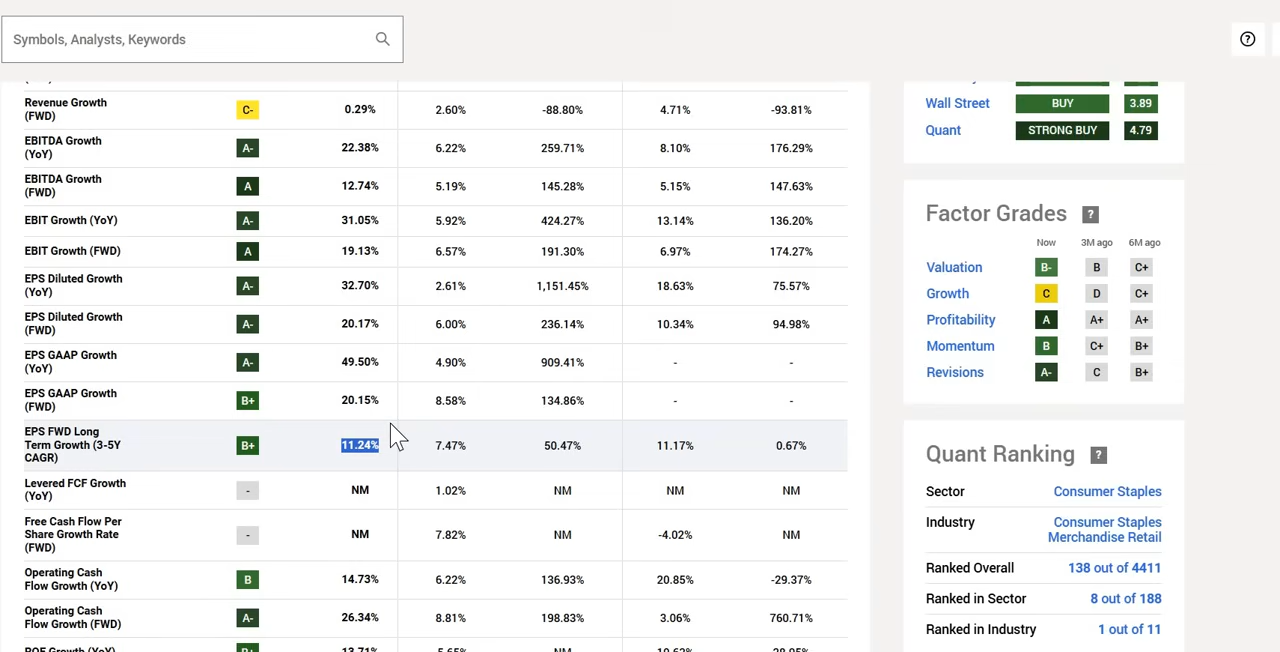 Symbols, Analysts, Keywords
Revenue Growth
(FWD)
C-
0.29%
2.60%
-88.80%
4.71%
-93.81%
EBITDA Growth
(YoY)
A-
22.38%
6.22%
259.71%
8.10%
176.29%
EBITDA Growth
(FWD)
A
12.74%
5.19%
145.28%
5.15%
147.63%
EBIT Growth (YoY)
A-
31.05%
5.92%
424.27%
13.14%
136.20%
EBIT Growth (FWD)
A
19.13%
6.57%
191.30%
6.97%
174.27%
EPS Diluted Growth
(YoY)
A-
32.70%
2.61%
1,151.45%
18.63%
75.57%
EPS Diluted Growth
(FWD)
A-
20.17%
6.00%
236.14%
10.34%
94.98%
EPS GAAP Growth
(YoY)
A-
49.50%
4.90%
909.41%
-
-
EPS GAAP Growth
(FWD)
B+
20.15%
8.58%
134.86%
-
-
EPS FWD Long
Term Growth (3-5Y
CAGR)
B+
11.24%
7.47%
50.47%
11.17%
0.67%
Levered FCF Growth
(YoY)
-
NM
1.02%
NM
NM
NM
Free Cash Flow Per
Share Growth Rate
(FWD)
-
NM
7.82%
NM
-4.02%
NM
Operating Cash
Flow Growth (YoY)
B
14.73%
6.22%
136.93%
20.85%
-29.37%
Operating Cash
Flow Growth (FWD)
A-
26.34%
8.81%
198.83%
3.06%
760.71%
ROE Growth (YoY)
B+
13.71%
NM
Wall Street
BUY
3.89
Quant
STRONG BUY
4.79
Factor Grades ?
Now 3M ago 6M ago
Valuation B- B C+
Growth C D C+
Profitability A A+ A+
Momentum B C+ B+
Revisions A- C B+
Quant Ranking ?
Sector Consumer Staples
Industry Consumer Staples
Merchandise Retail
Ranked Overall 138 out of 4411
Ranked in Sector 8 out of 188
Ranked in Industry 1 out of 11